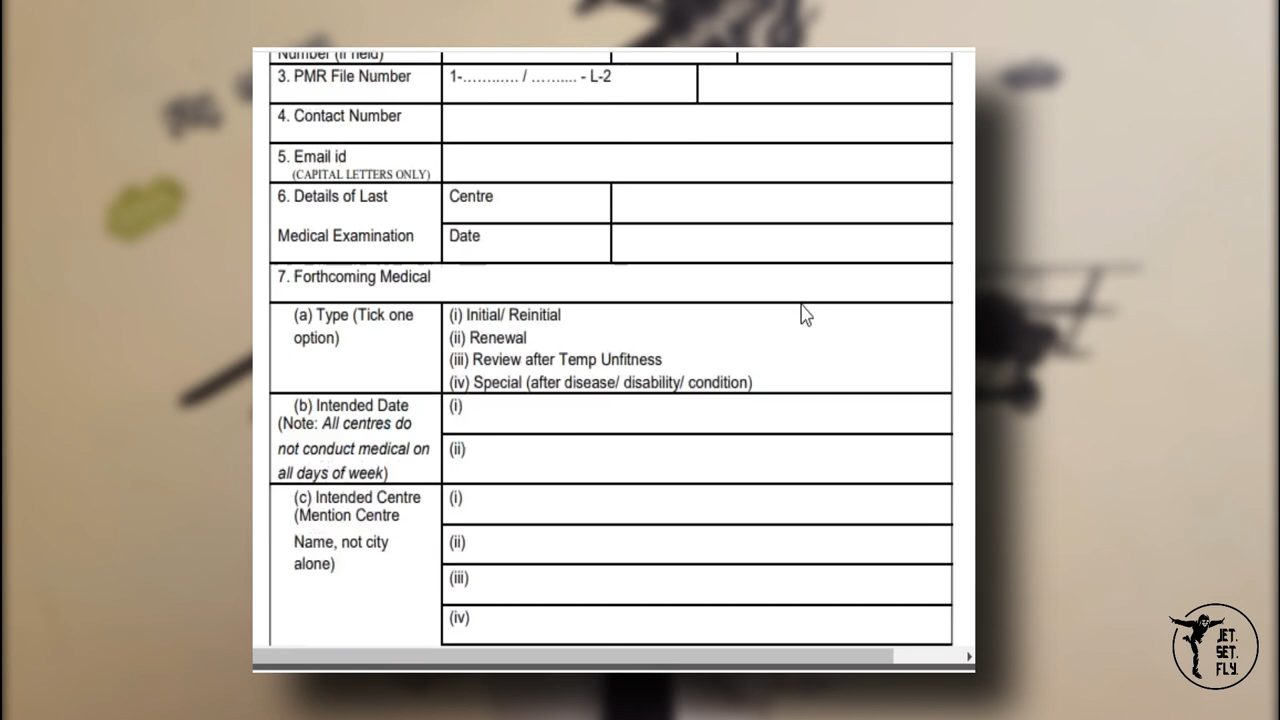 Number (if held)
3. PMR File Number 1-............ / ........... - L-2
4. Contact Number
5. Email id
(CAPITAL LETTERS ONLY)
6. Details of Last Centre
Medical Examination Date
7. Forthcoming Medical
(a) Type (Tick one option) (i) Initial/ Reinitial
(ii) Renewal
(iii) Review after Temp Unfitness
(iv) Special (after disease/ disability/ condition)
(b) Intended Date (i)
(Note: All centres do
not conduct medical on (ii)
all days of week)
(c) Intended Centre (i)
(Mention Centre
Name, not city (ii)
alone)
(iii)
(iv)
JET.
SET.
FLY.